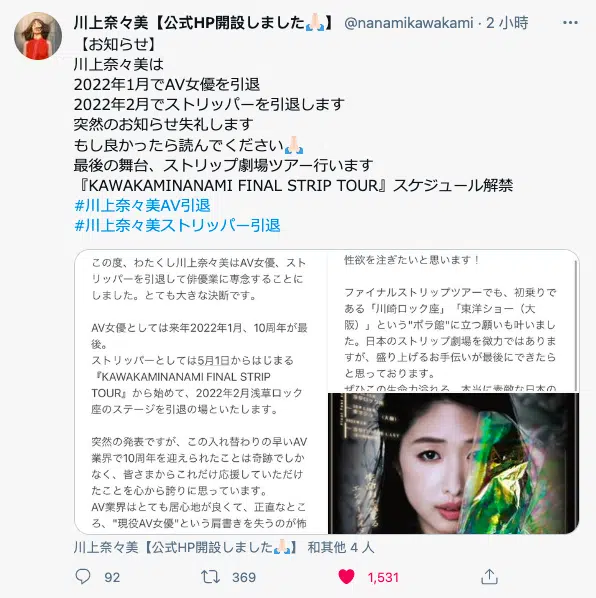 川上奈々美【公式HP開設しました🙏🏻】 @nanamikawakami · 2 小時
【お知らせ】
川上奈々美は
2022年1月でAV女優を引退
2022年2月でストリッパーを引退します
突然のお知らせ失礼します
もし良かったら読んでください🙏🏻
最後の舞台、ストリップ劇場ツアー行います
『KAWAKAMINANAMI FINAL STRIP TOUR』スケジュール解禁
#川上奈々美AV引退
#川上奈々美ストリッパー引退
この度、わたくし川上奈々美はAV女優、スト
リッパーを引退して俳優業に専念することに
しました。とても大きな決断です。
AV女優としては来年2022年1月、10周年が最
後。
ストリッパーとしては5月1日からはじまる
『KAWAKAMINANAMI FINAL STRIP
TOUR』から始めて、2022年2月浅草ロック
座のステージを引退の場といたします。
突然の発表ですが、この入れ替わりの早いAV
業界で10周年を迎えられたことは奇跡でしか
なく、皆さまからこれだけ応援していただけ
たことを心から誇りに思っています。
AV業界はとても居心地が良くて、正直なとこ
ろ、"現役AV女優"という肩書きを失うのが怖
性欲を注ぎたいと思います！
ファイナルストリップツアーでも、初乗りで
ある「川崎ロック座」「東洋ショー（大
阪）」という"ポラ館"に立つ願いも叶いまし
た。日本のストリップ劇場を微力ではありま
すが、盛り上げるお手伝いが最後にできたら
と思っております。
ぜひこの生命力溢れる、本当に素敵な日本の
川上奈々美【公式HP開設しました🙏🏻】 和其他 4 人
92 369 1,531